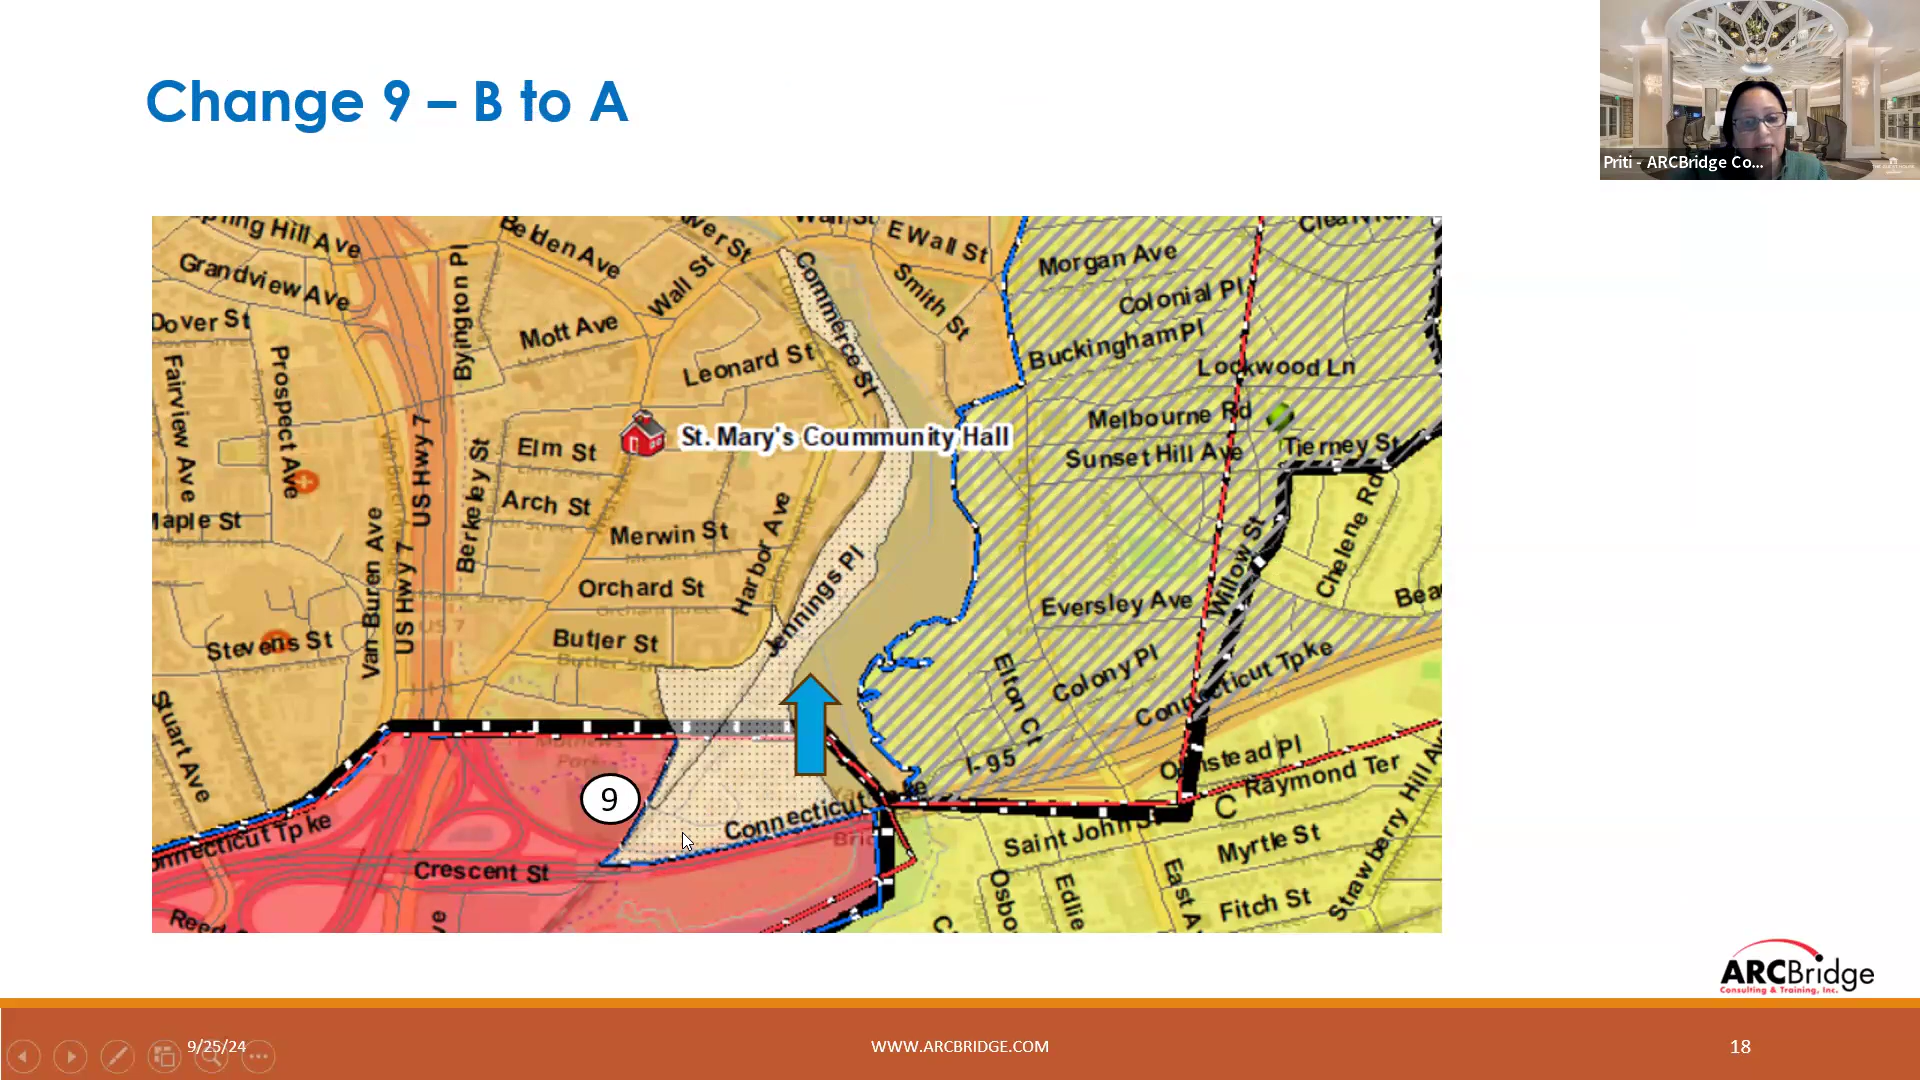 Change 9 – B to A
Priti - ARCBridge Co...
Hill Ave
Belden Ave
E Wall St
Morgan Ave
Grandview Ave
Byington Pl
Wall St
Commerce St
Smith St
Colonial Pl
Dover St
Mott Ave
Buckingham Pl
Fairview Ave
Prospect Ave
Leonard St
Lockwood Ln
US Hwy 7
Melbourne Rd
St. Mary's Coummunity Hall
Elm St
Sunset Hill Ave
Tierney St
Berkeley St
Arch St
Harbor Ave
Chelene Rd
Maple St
Merwin St
Willow St
Van Buren Ave
US Hwy 7
Orchard St
Jennings Pl
Eversley Ave
Stevens St
US 7
Butler St
Elton Ct
Colony Pl
Connecticut Tpke
Stuart Ave
I-95
Olmstead Pl
Raymond Ter
9
Connecticut
C
Saint John St
Myrtle St
Strawberry Hill
Crescent St
Edlie
East A
Fitch St
ARCBridge
Consulting & Training, Inc.
9/25/24
WWW.ARCBRIDGE.COM
18